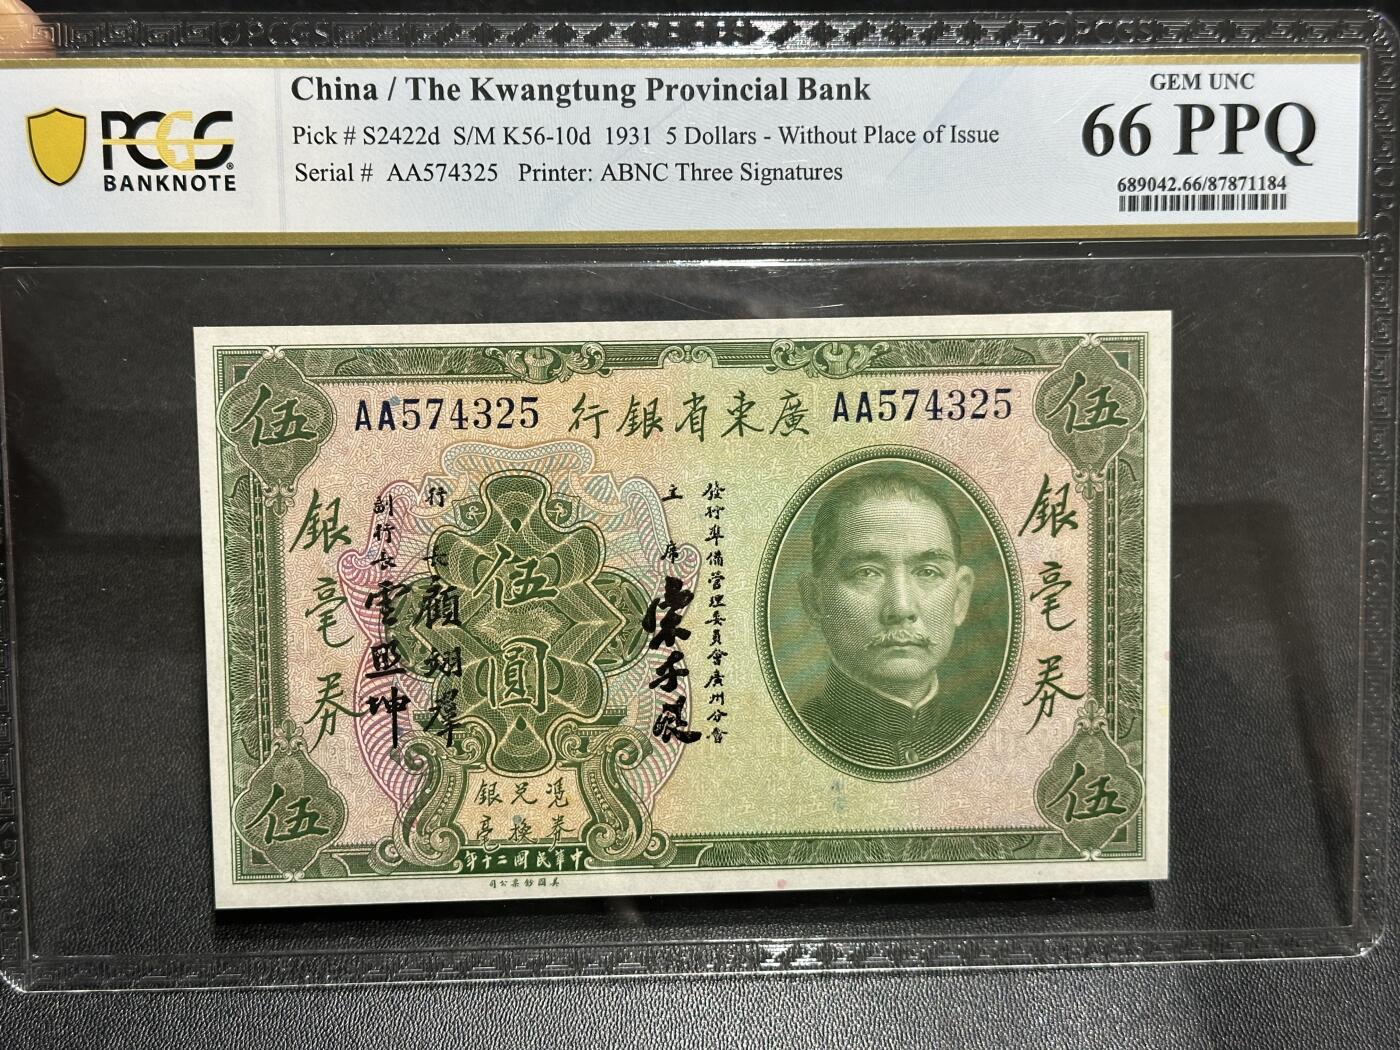 PCGS
China / The Kwangtung Provincial Bank
GEM UNC
66 PPQ
PCGS
BANKNOTE
Pick # S2422d S/M K56-10d 1931 5 Dollars - Without Place of Issue
Serial # AA574325 Printer: ABNC Three Signatures
689042.66/87871184
伍
AA574325
行銀省東廣
AA574325
伍
銀毫券
副行長
雲照坤
行長
顧翊羣
伍圓
主席
發行準備管理委員會廣州分會
銀毫券
憑券
兌換
銀毫
伍
年十二國民華中
伍
司公票鈔國美